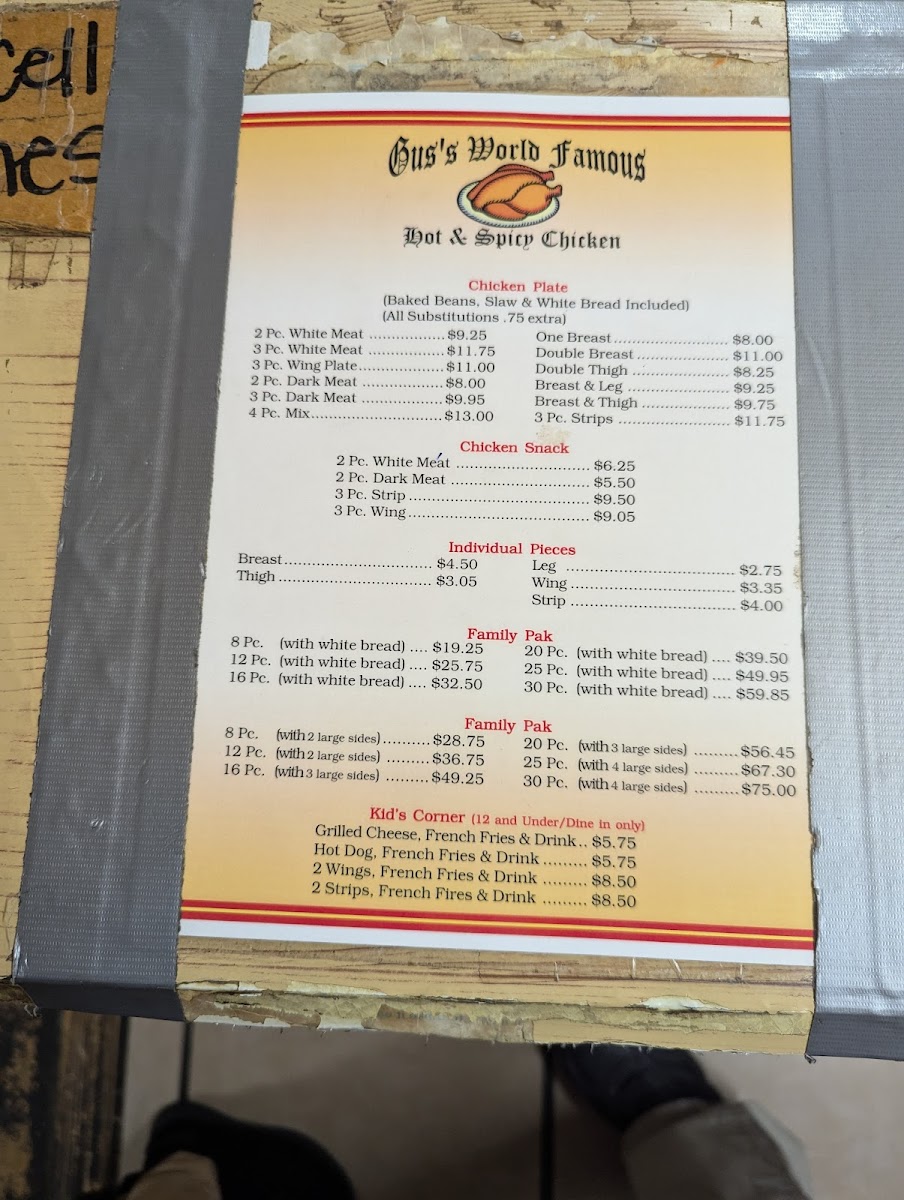 Cell
Gus's World Famous
Hot & Spicy Chicken
Chicken Plate
(Baked Beans, Slaw & White Bread Included)
(All Substitutions .75 extra)
2 Pc. White Meat ................. $9.25
3 Pc. White Meat ................. $11.75
3 Pc. Wing Plate................... $11.00
2 Pc. Dark Meat .................. $8.00
3 Pc. Dark Meat .................. $9.95
4 Pc. Mix............................. $13.00
One Breast......................... $8.00
Double Breast.................... $11.00
Double Thigh ..................... $8.25
Breast & Leg ...................... $9.25
Breast & Thigh ................... $9.75
3 Pc. Strips ........................ $11.75
Chicken Snack
2 Pc. White Meat .............................. $6.25
2 Pc. Dark Meat ............................... $5.50
3 Pc. Strip ........................................ $9.50
3 Pc. Wing........................................ $9.05
Individual Pieces
Breast................................. $4.50
Thigh.................................. $3.05
Leg ..................................... $2.75
Wing .................................... $3.35
Strip .................................... $4.00
Family Pak
8 Pc. (with white bread) .... $19.25
12 Pc. (with white bread) .... $25.75
16 Pc. (with white bread) .... $32.50
20 Pc. (with white bread) .... $39.50
25 Pc. (with white bread) .... $49.95
30 Pc. (with white bread) .... $59.85
Family Pak
8 Pc. (with 2 large sides).......... $28.75
12 Pc. (with 2 large sides) ......... $36.75
16 Pc. (with 3 large sides) ......... $49.25
20 Pc. (with 3 large sides) ......... $56.45
25 Pc. (with 4 large sides) ......... $67.30
30 Pc. (with 4 large sides) ......... $75.00
Kid's Corner (12 and Under/Dine in only)
Grilled Cheese, French Fries & Drink.. $5.75
Hot Dog, French Fries & Drink ......... $5.75
2 Wings, French Fries & Drink ......... $8.50
2 Strips, French Fires & Drink ......... $8.50